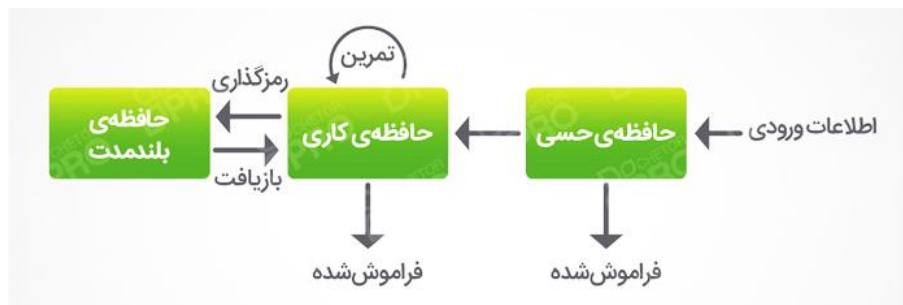 تمرین
اطلاعات ورودی
حافظه‌ی حسی
حافظه‌ی کاری
رمزگذاری
بازیافت
حافظه‌ی
بلندمدت
فراموش‌شده
فراموش‌شده